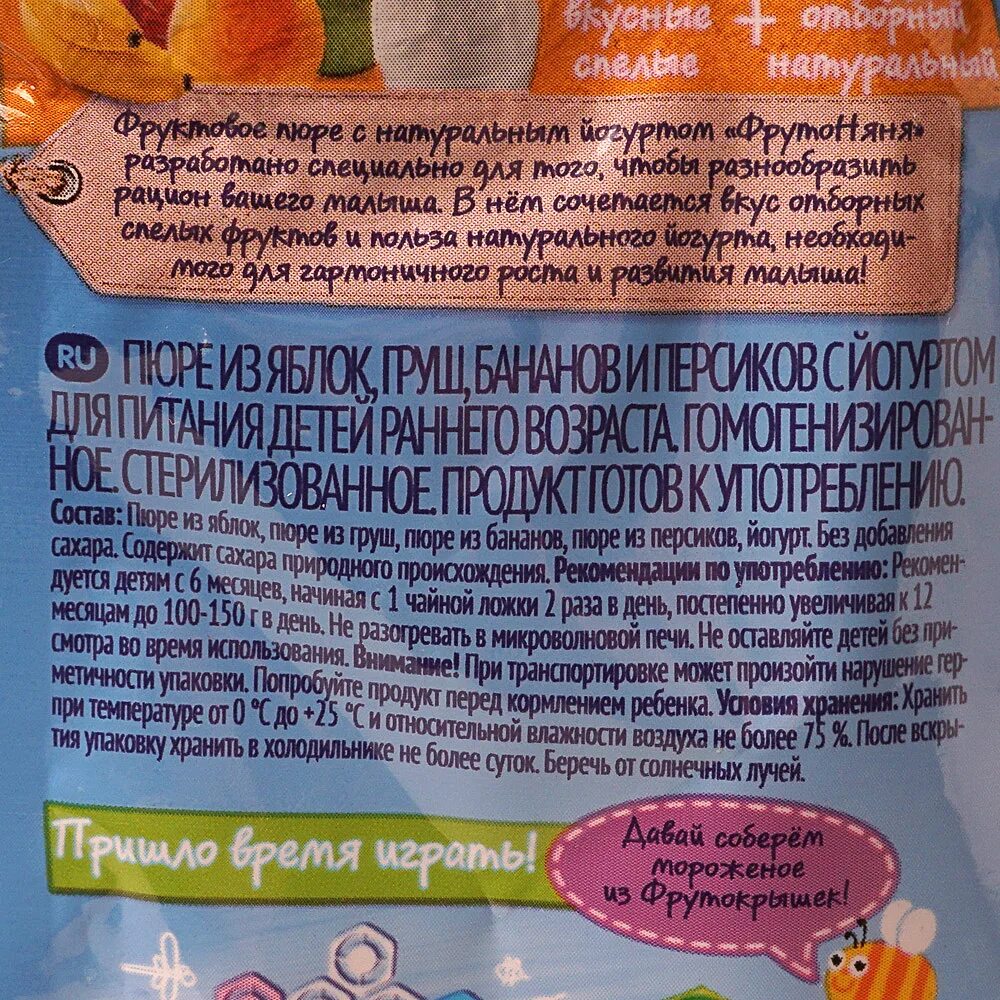 вкусные + отборный
спелые натуральный
Фруктовое пюре с натуральным йогуртом «ФрутоНяня»
разработано специально для того, чтобы разнообразить
рацион вашего малыша. В нём сочетается вкус отборных
спелых фруктов и польза натурального йогурта, необходи-
мого для гармоничного роста и развития малыша!
RU ПЮРЕ ИЗ ЯБЛОК, ГРУШ, БАНАНОВ И ПЕРСИКОВ С ЙОГУРТОМ
ДЛЯ ПИТАНИЯ ДЕТЕЙ РАННЕГО ВОЗРАСТА. ГОМОГЕНИЗИРОВАН-
НОЕ. СТЕРИЛИЗОВАННОЕ. ПРОДУКТ ГОТОВ К УПОТРЕБЛЕНИЮ.
Состав: Пюре из яблок, пюре из груш, пюре из бананов, пюре из персиков, йогурт. Без добавления
сахара. Содержит сахара природного происхождения. Рекомендации по употреблению: Рекомен-
дуется детям с 6 месяцев, начиная с 1 чайной ложки 2 раза в день, постепенно увеличивая к 12
месяцам до 100-150 г в день. Не разогревать в микроволновой печи. Не оставляйте детей без при-
смотра во время использования. Внимание! При транспортировке может произойти нарушение гер-
метичности упаковки. Попробуйте продукт перед кормлением ребенка. Условия хранения: Хранить
при температуре от 0 °C до +25 °C и относительной влажности воздуха не более 75 %. После вскры-
тия упаковку хранить в холодильнике не более суток. Беречь от солнечных лучей.
Пришло время играть!
Давай соберём
мороженое
из Фрутокрышек!